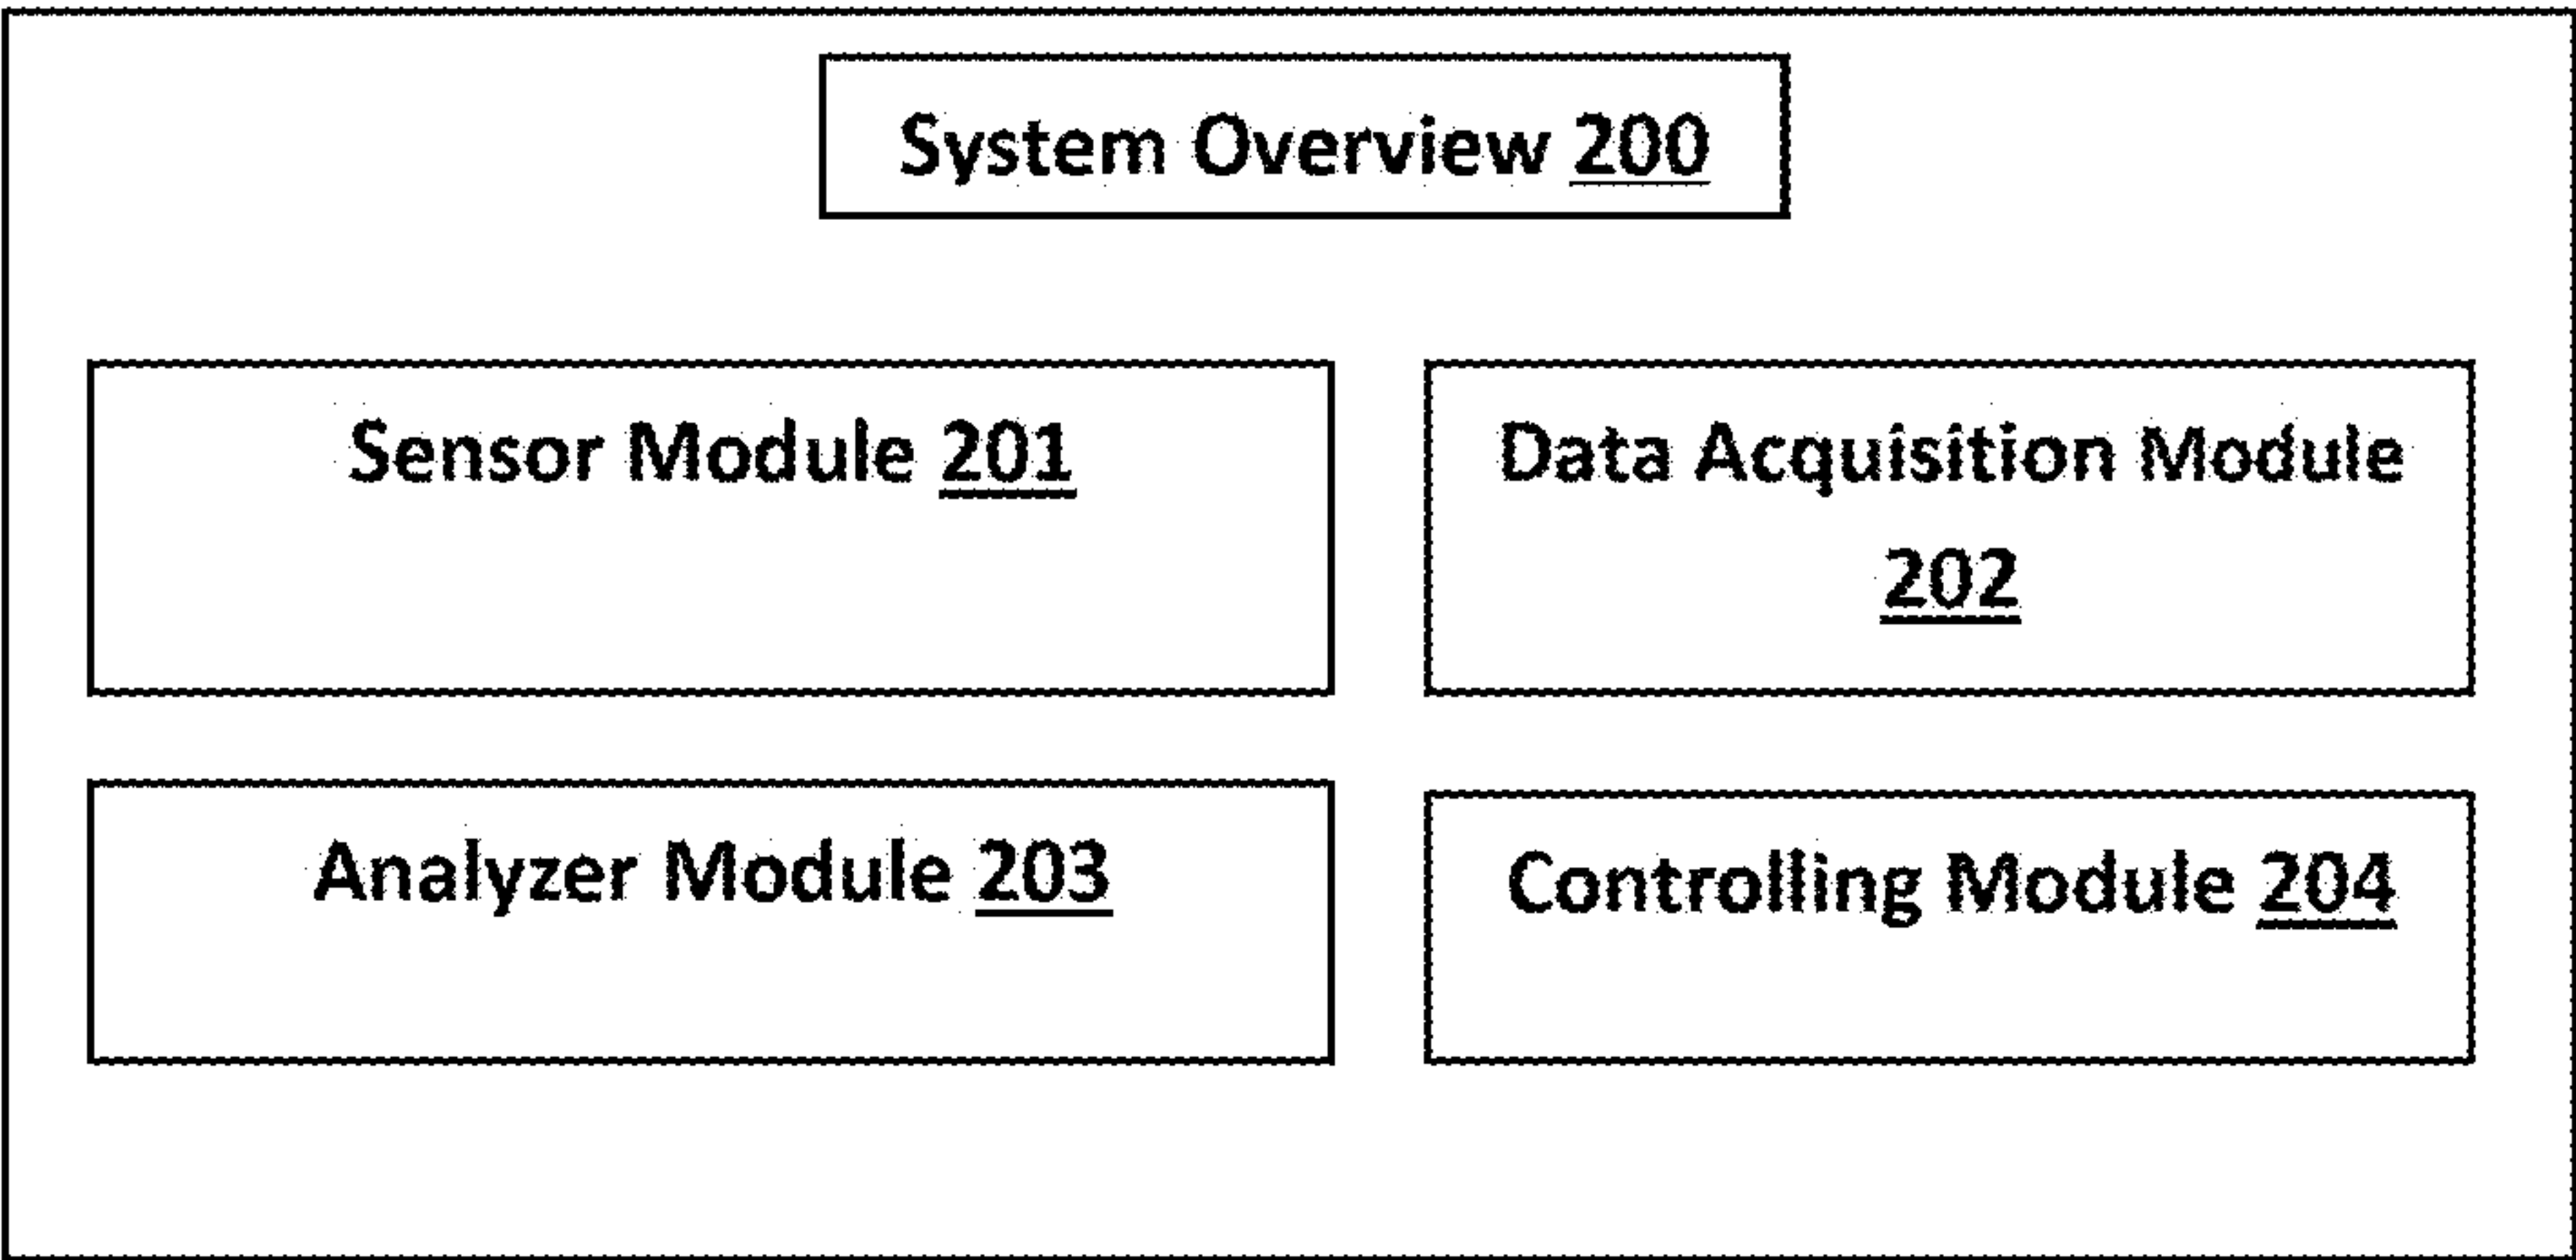 System Overview 200
Sensor Module 201
Data Acquisition Module
202
Analyzer Module 203
Controlling Module 204